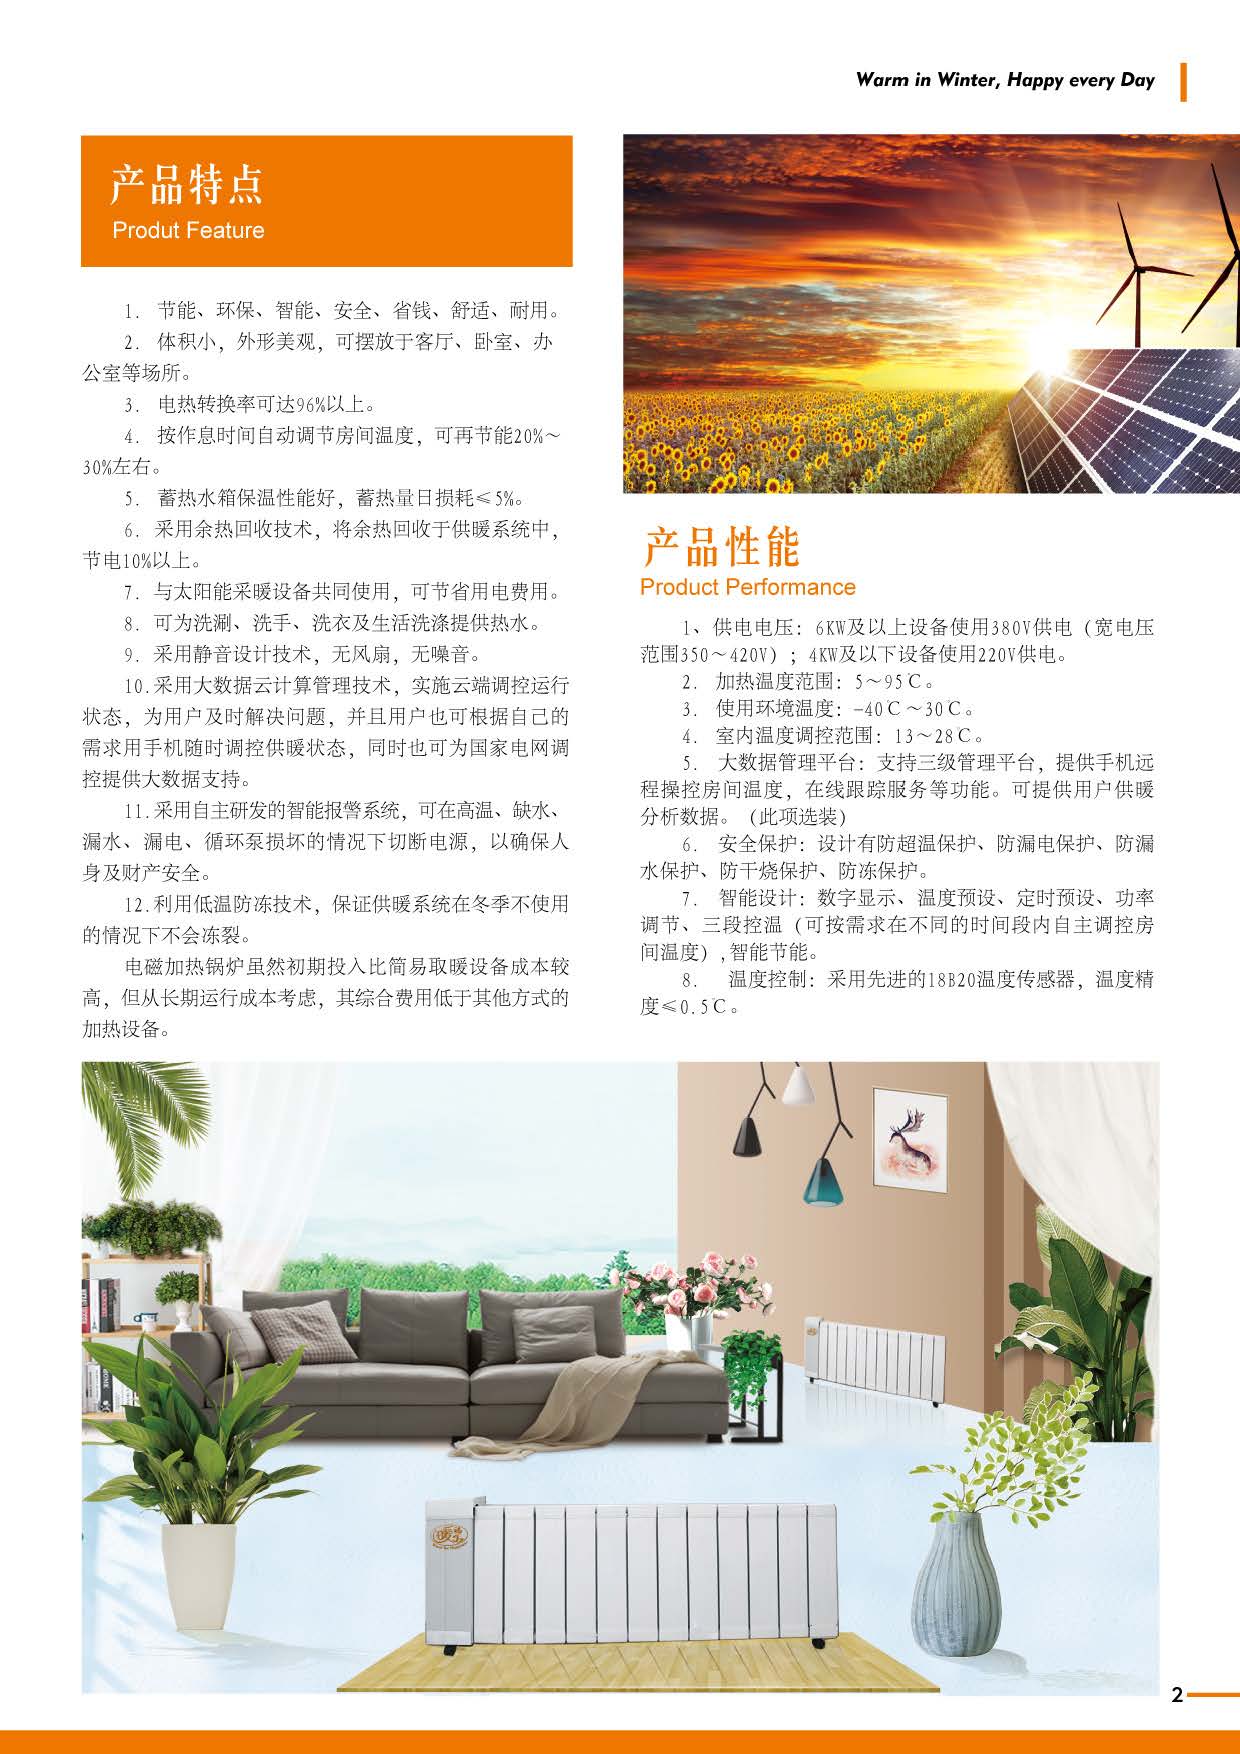 Warm in Winter, Happy every Day
产品特点
Produt Feature
1. 节能、环保、智能、安全、省钱、舒适、耐用。
2. 体积小，外形美观，可摆放于客厅、卧室、办
公室等场所。
3. 电热转换率可达96%以上。
4. 按作息时间自动调节房间温度，可再节能20%～
30%左右。
5. 蓄热水箱保温性能好，蓄热量日损耗≤5%。
6. 采用余热回收技术，将余热回收于供暖系统中，
节电10%以上。
7. 与太阳能采暖设备共同使用，可节省用电费用。
8. 可为洗涮、洗手、洗衣及生活洗涤提供热水。
9. 采用静音设计技术，无风扇，无噪音。
10.采用大数据云计算管理技术，实施云端调控运行
状态，为用户及时解决问题，并且用户也可根据自己的
需求用手机随时调控供暖状态，同时也可为国家电网调
控提供大数据支持。
11.采用自主研发的智能报警系统，可在高温、缺水、
漏水、漏电、循环泵损坏的情况下切断电源，以确保人
身及财产安全。
12.利用低温防冻技术，保证供暖系统在冬季不使用
的情况下不会冻裂。
电磁加热锅炉虽然初期投入比简易取暖设备成本较
高，但从长期运行成本考虑，其综合费用低于其他方式的
加热设备。
产品性能
Product Performance
1、供电电压：6KW及以上设备使用380V供电（宽电压
范围350～420V）；4KW及以下设备使用220V供电。
2. 加热温度范围：5～95℃。
3. 使用环境温度：-40℃～30℃。
4. 室内温度调控范围：13～28℃。
5. 大数据管理平台：支持三级管理平台，提供手机远
程操控房间温度，在线跟踪服务等功能。可提供用户供暖
分析数据。（此项选装）
6. 安全保护：设计有防超温保护、防漏电保护、防漏
水保护、防干烧保护、防冻保护。
7. 智能设计：数字显示、温度预设、定时预设、功率
调节、三段控温（可按需求在不同的时间段内自主调控房
间温度）,智能节能。
8. 温度控制：采用先进的18B20温度传感器，温度精
度≤0.5℃。
2